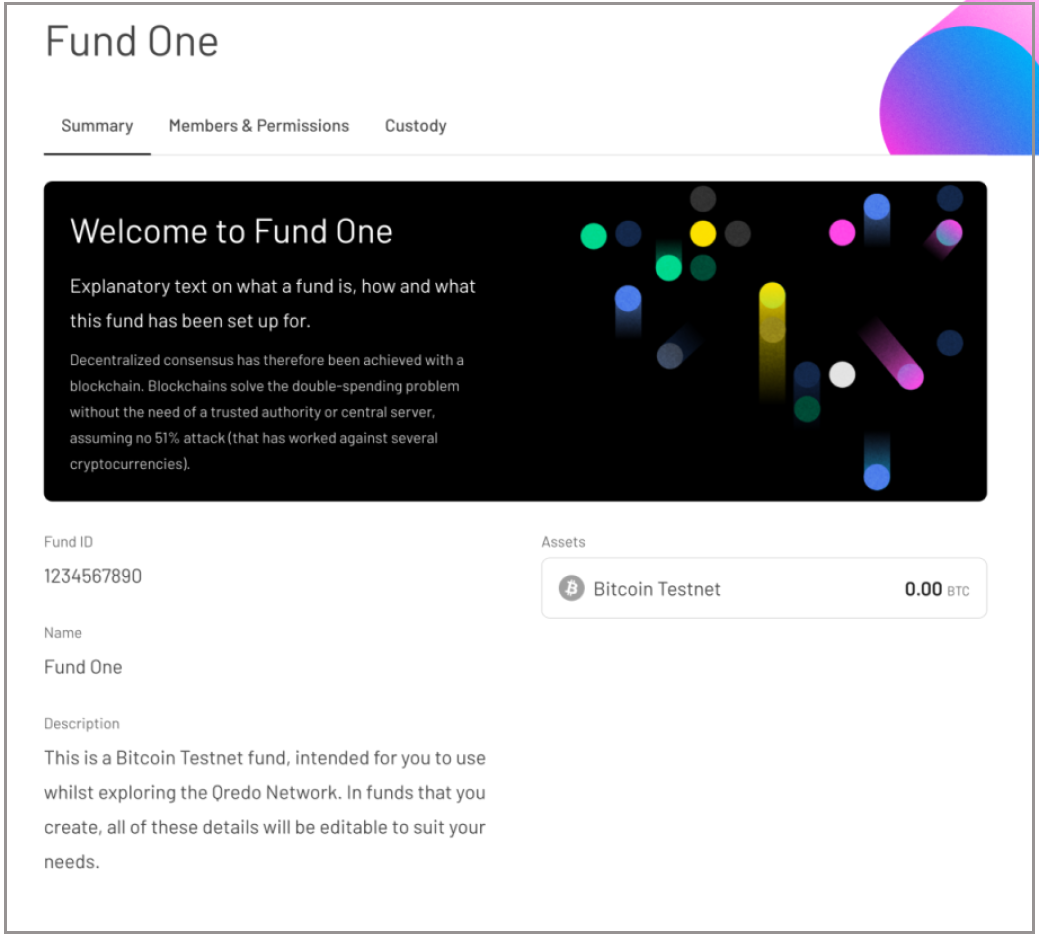 Fund One
Summary Members & Permissions Custody
Welcome to Fund One
Explanatory text on what a fund is, how and what
this fund has been set up for.
Decentralized consensus has therefore been achieved with a
blockchain. Blockchains solve the double-spending problem
without the need of a trusted authority or central server,
assuming no 51% attack (that has worked against several
cryptocurrencies).
Fund ID
1234567890
Name
Fund One
Description
This is a Bitcoin Testnet fund, intended for you to use
whilst exploring the Qredo Network. In funds that you
create, all of these details will be editable to suit your
needs.
Assets
Bitcoin Testnet 0.00 BTC